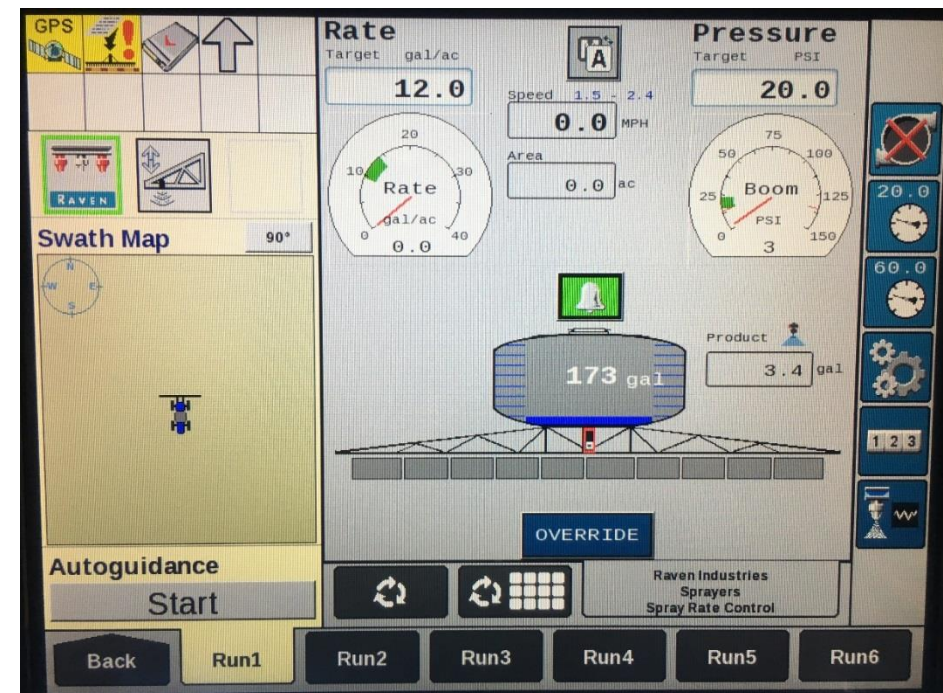 GPS
RAVEN
Swath Map
90°
N
W E
S
Autoguidance
Start
Rate
Target gal/ac
12.0
20
10 30
Rate
gal/ac
0 40
0.0
A
Speed 1.5 - 2.4
0.0 MPH
Area
0.0 ac
Pressure
Target PSI
20.0
75
50 100
25 Boom 125
PSI
0 150
3
173 gal
Product
3.4 gal
OVERRIDE
Raven Industries
Sprayers
Spray Rate Control
20.0
60.0
1 2 3
Back
Run1
Run2
Run3
Run4
Run5
Run6